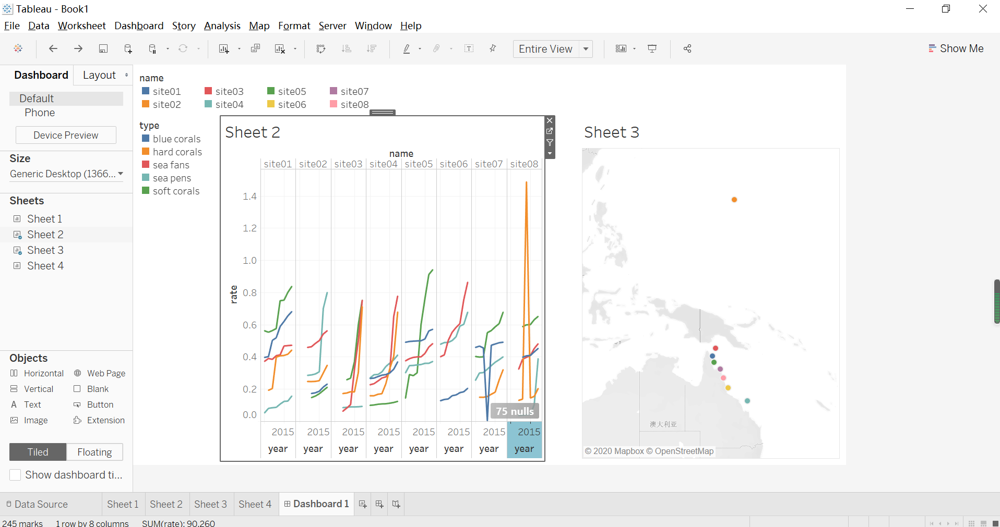 Tableau - Book1
File Data Worksheet Dashboard Story Analysis Map Format Server Window Help
Entire View
Show Me
Dashboard Layout
Default
Phone
Device Preview
Size
Generic Desktop (1366...
Sheets
Sheet 1
Sheet 2
Sheet 3
Sheet 4
Objects
Horizontal Web Page
Vertical Blank
A Text Button
Image Extension
Tiled Floating
Show dashboard ti...
name
site01 site03 site05 site07
site02 site04 site06 site08
type
blue corals
hard corals
sea fans
sea pens
soft corals
Sheet 2
name
site01 site02 site03 site04 site05 site06 site07 site08
rate
1.4
1.2
1.0
0.8
0.6
0.4
0.2
0.0
75 nulls
2015 2015 2015 2015 2015 2015 2015 2015
year year year year year year year year
Sheet 3
澳大利亚
© 2020 Mapbox © OpenStreetMap
Data Source Sheet 1 Sheet 2 Sheet 3 Sheet 4 Dashboard 1
245 marks 1 row by 8 columns SUM(rate): 90.260